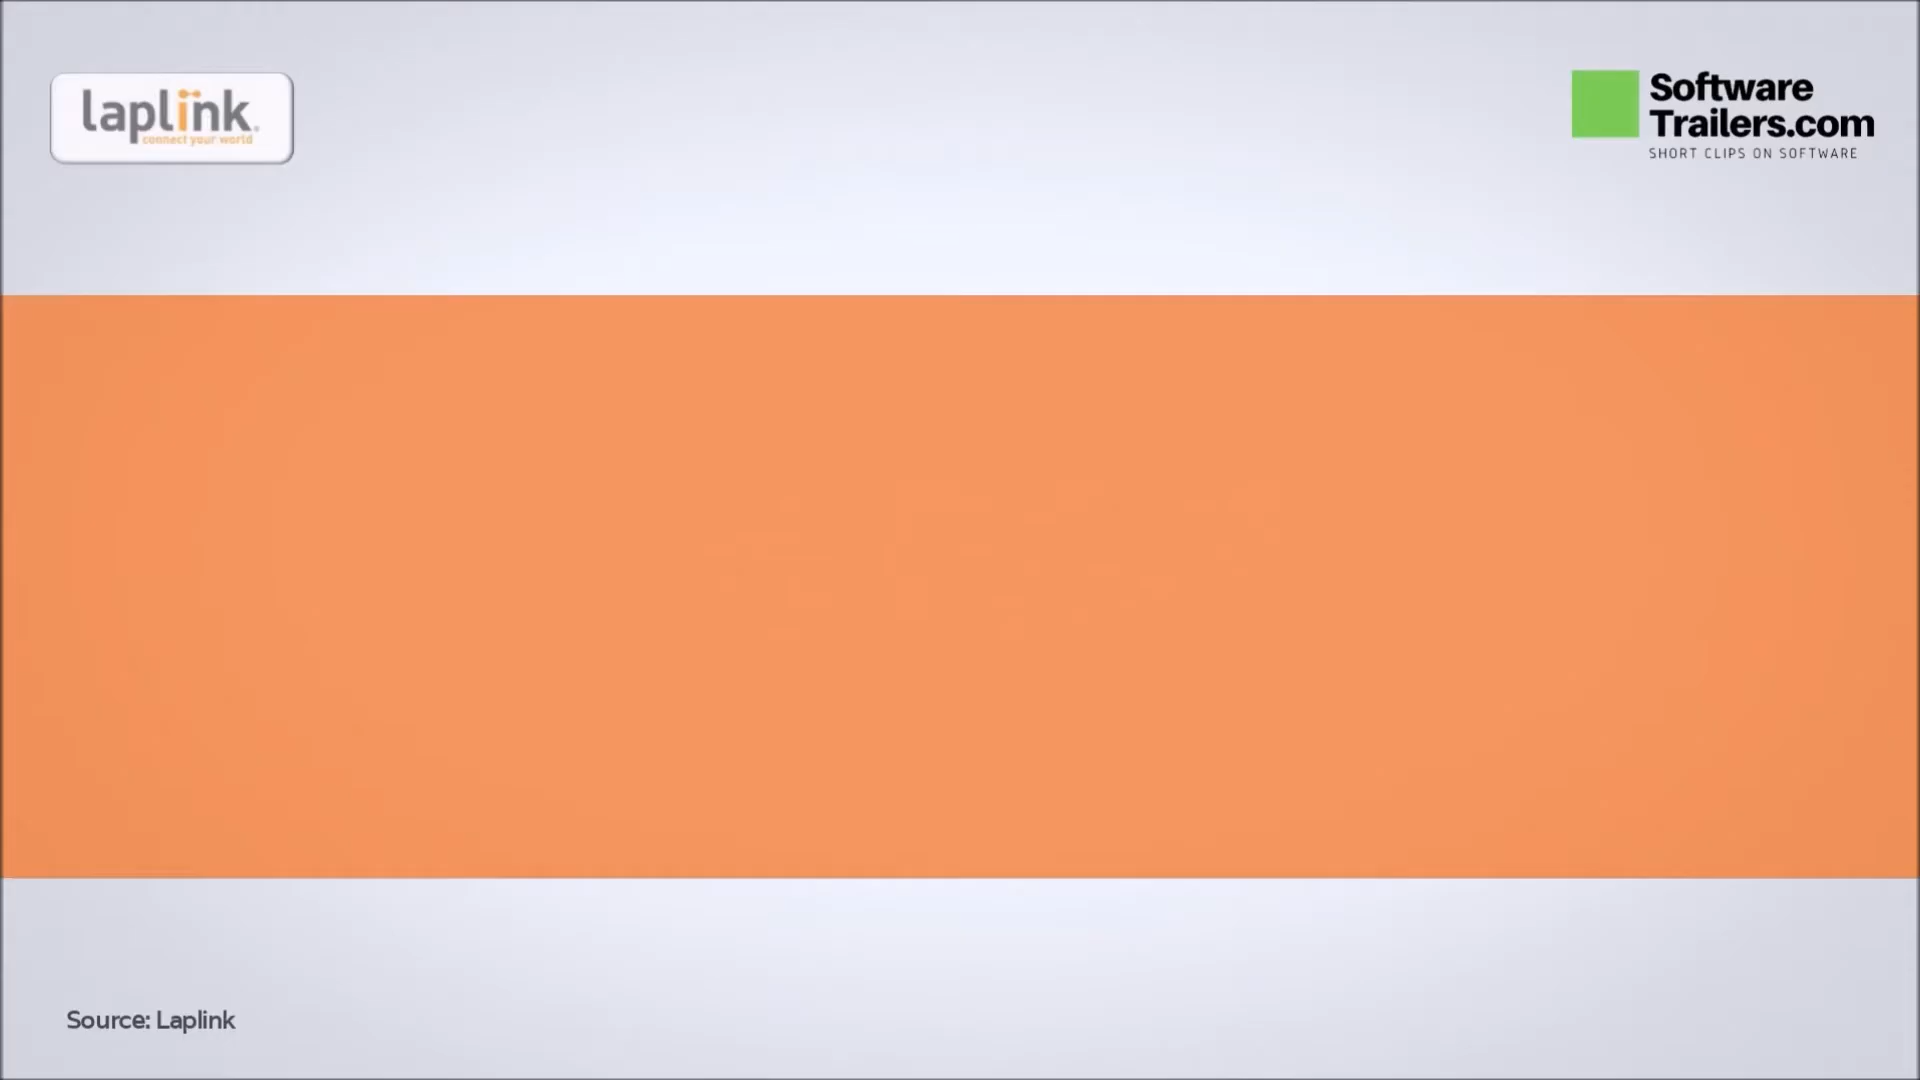 laplink.
connect your world
Software
Trailers.com
SHORT CLIPS ON SOFTWARE
Source: Laplink